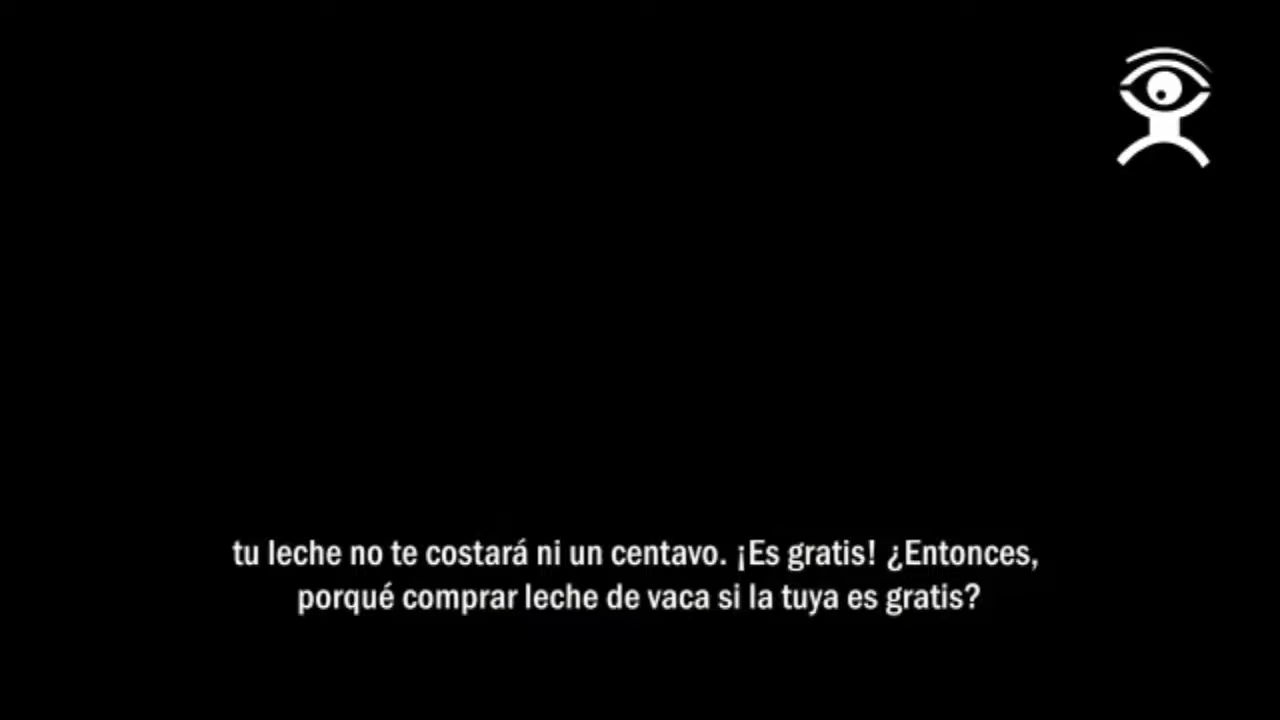 tu leche no te costará ni un centavo. ¡Es gratis! ¿Entonces,
porqué comprar leche de vaca si la tuya es gratis?